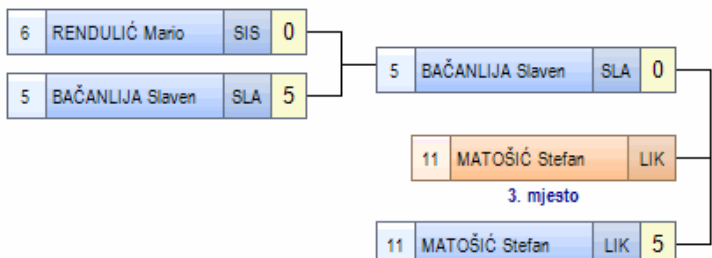 6 RENDULIĆ Mario SIS 0
5 BAČANLIJA Slaven SLA 5
5 BAČANLIJA Slaven SLA 0
11 MATOŠIĆ Stefan LIK
3. mjesto
11 MATOŠIĆ Stefan LIK 5